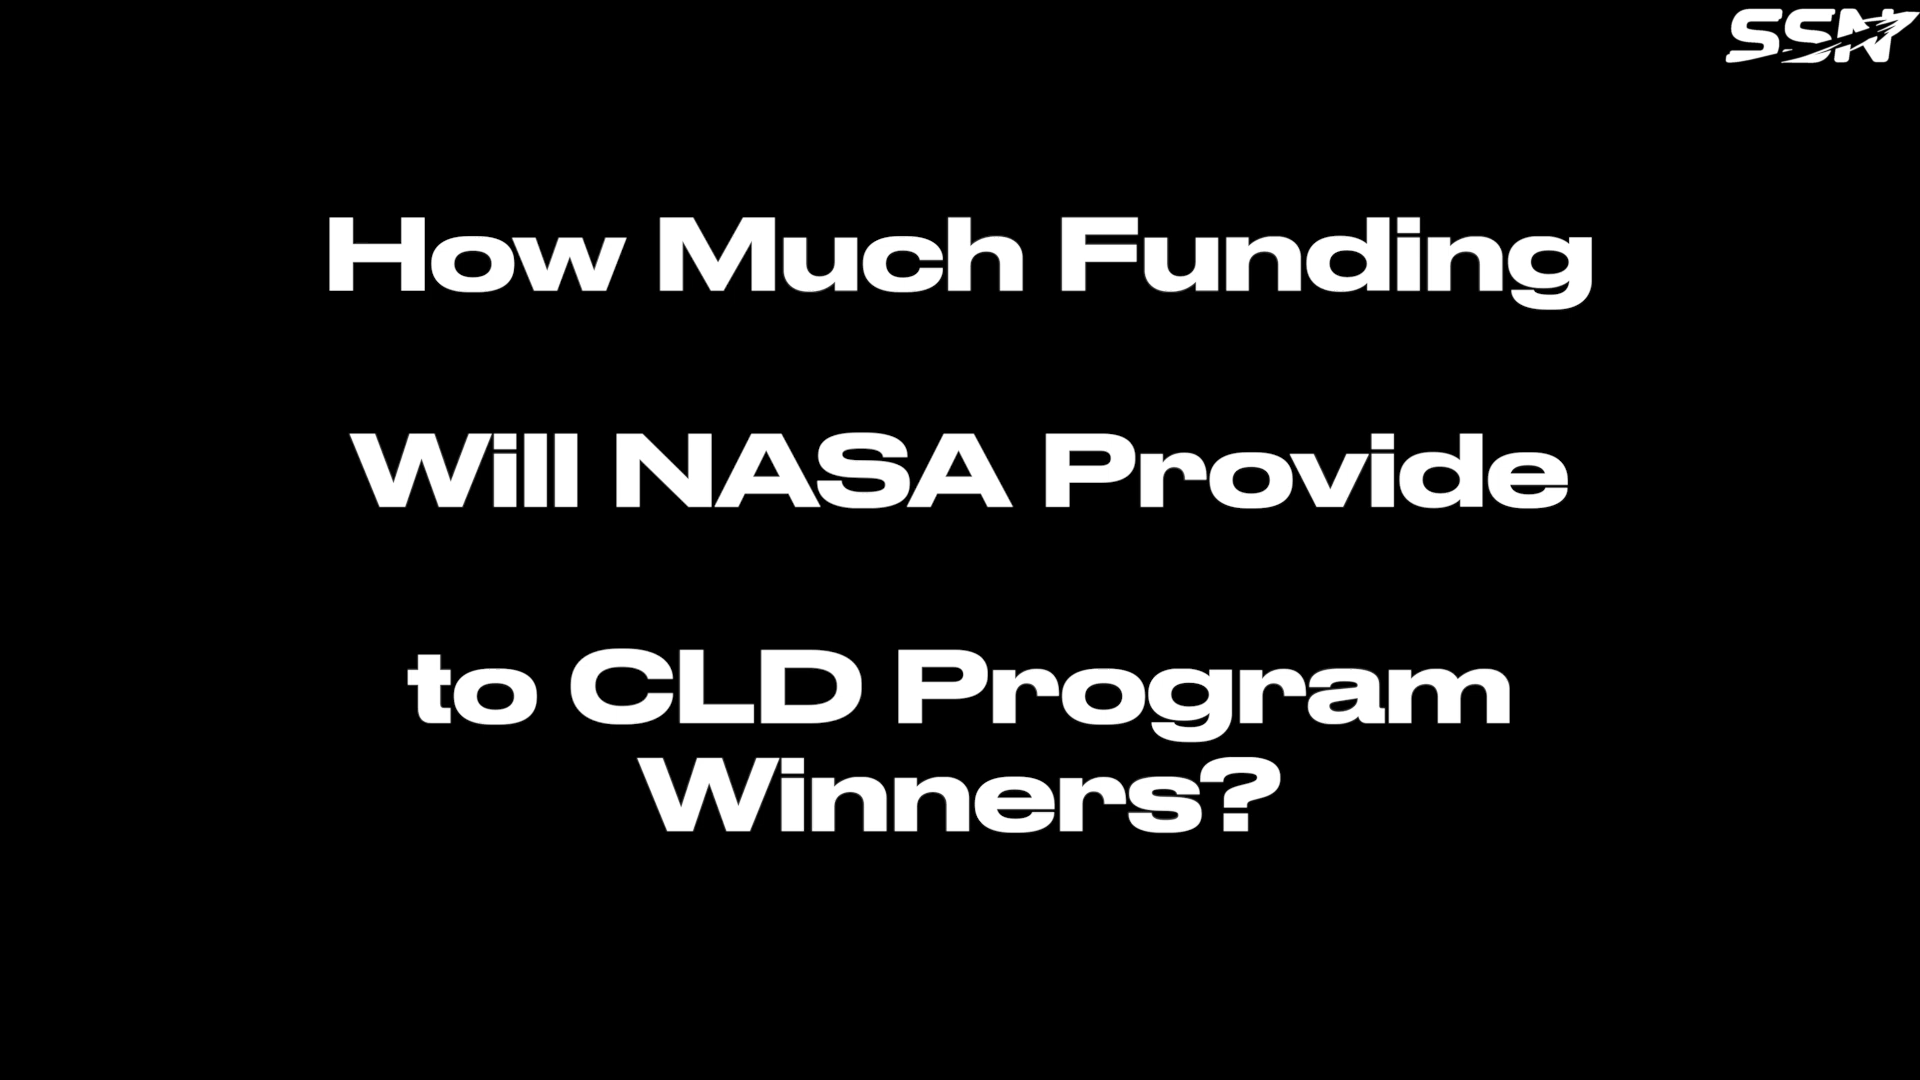 SSN
How Much Funding
Will NASA Provide
to CLD Program
Winners?